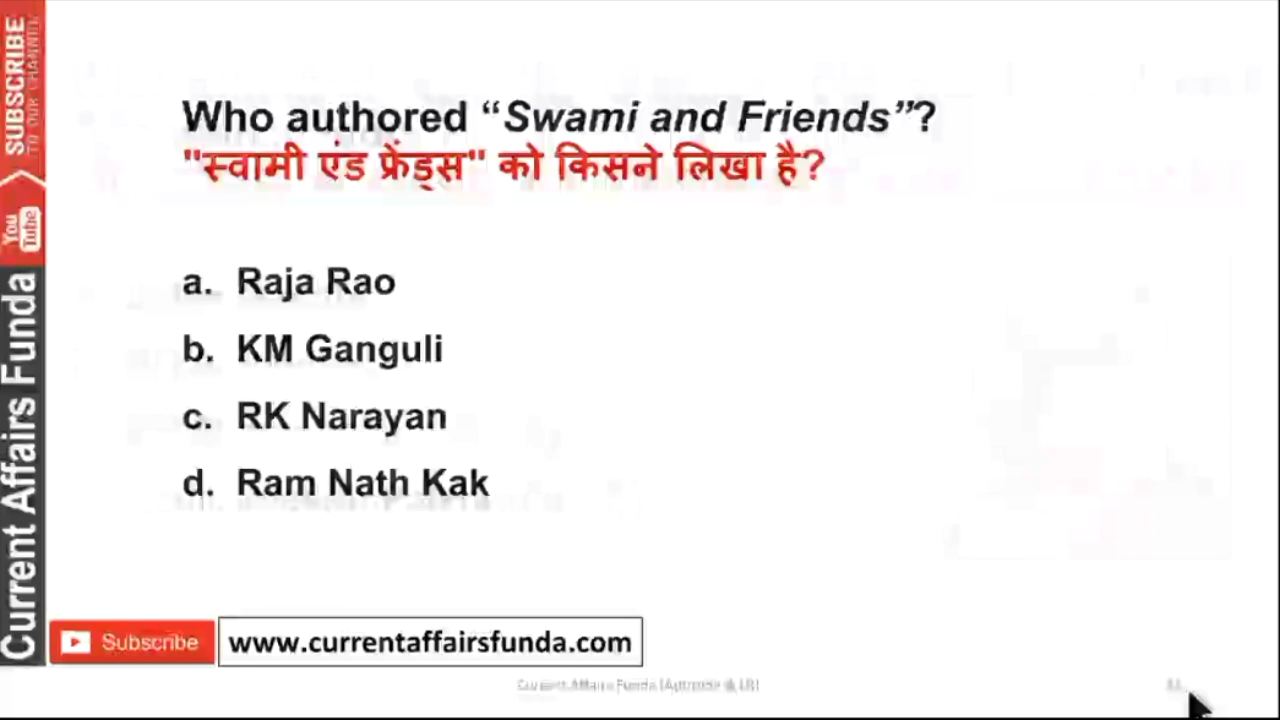 Who authored “Swami and Friends”?
"स्वामी एंड फ्रेंड्स" को किसने लिखा है?
a. Raja Rao
b. KM Ganguli
c. RK Narayan
d. Ram Nath Kak
SUBSCRIBE
TO OUR CHANNEL
You Tube
Current Affairs Funda
Subscribe
www.currentaffairsfunda.com